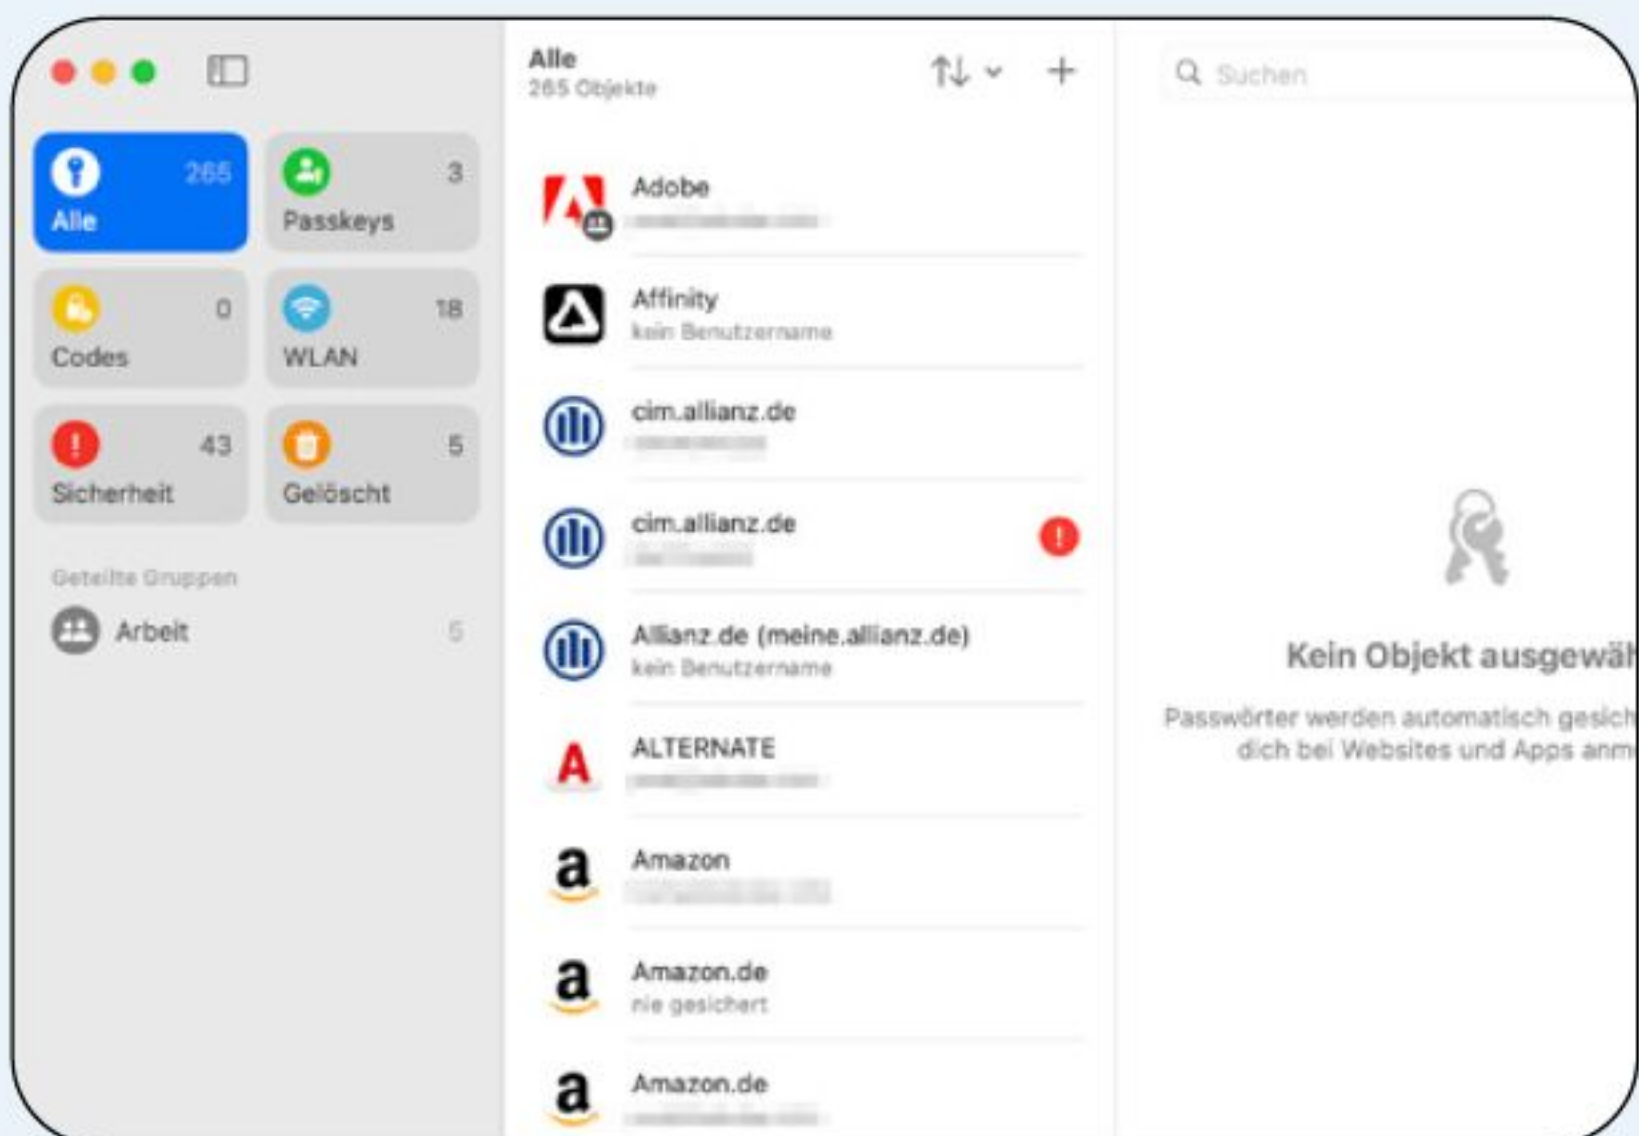 Alle
265 Objekte
Suchen
265
Alle
3
Passkeys
0
Codes
18
WLAN
43
Sicherheit
5
Gelöscht
Geteilte Gruppen
Arbeit 5
Adobe
Affinity
kein Benutzername
cim.allianz.de
cim.allianz.de
Allianz.de (meine.allianz.de)
kein Benutzername
ALTERNATE
Amazon
Amazon.de
nie gesichert
Amazon.de
Kein Objekt ausgewäh
Passwörter werden automatisch gesich
dich bei Websites und Apps anm